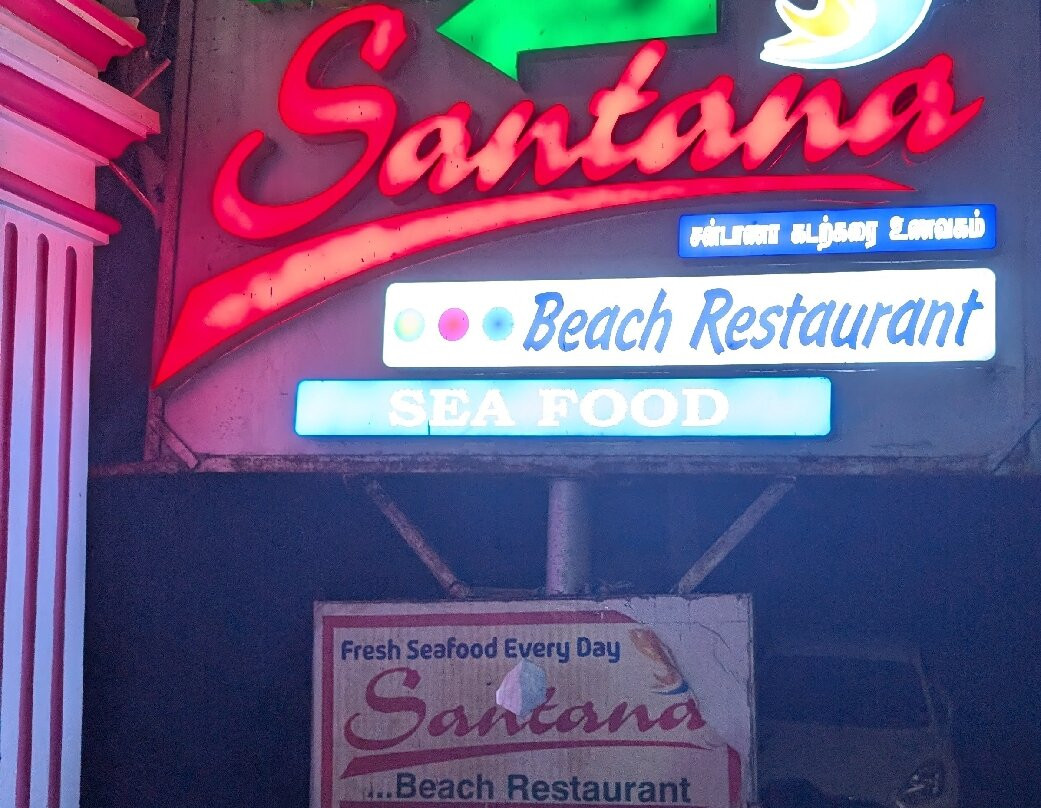 Santana
சன்டாணா கடற்கரை உணவகம்
Beach Restaurant
SEA FOOD
Fresh Seafood Every Day
Santana
...Beach Restaurant